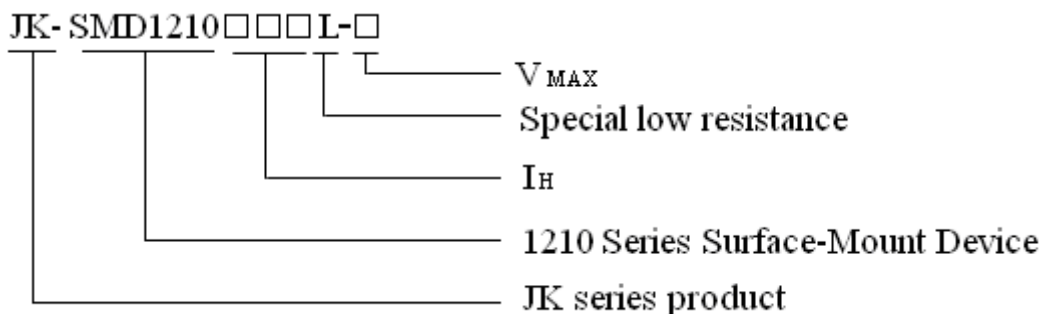 JK-SMD1210□□□L-□
VMAX
Special low resistance
IH
1210 Series Surface-Mount Device
JK series product